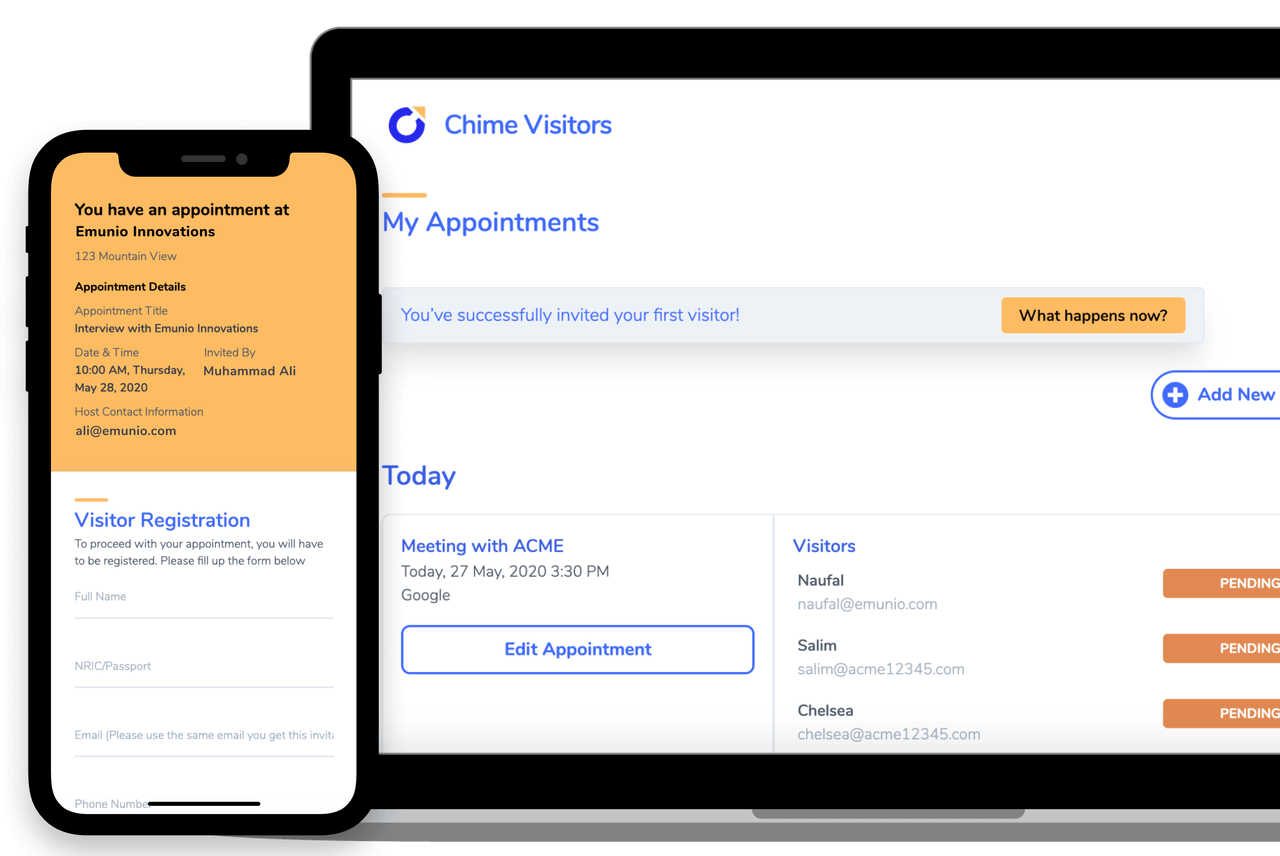 You have an appointment at
Emunio Innovations
123 Mountain View
Appointment Details
Appointment Title
Interview with Emunio Innovations
Date & Time
10:00 AM, Thursday,
May 28, 2020
Invited By
Muhammad Ali
Host Contact Information
ali@emunio.com
Visitor Registration
To proceed with your appointment, you will have
to be registered. Please fill up the form below
Full Name
NRIC/Passport
Email (Please use the same email you get this invita
Phone Number
Chime Visitors
My Appointments
You've successfully invited your first visitor!
What happens now?
Add New
Today
Meeting with ACME
Today, 27 May, 2020 3:30 PM
Google
Edit Appointment
Visitors
Naufal
naufal@emunio.com
PENDING
Salim
salim@acme12345.com
PENDING
Chelsea
chelsea@acme12345.com
PENDING